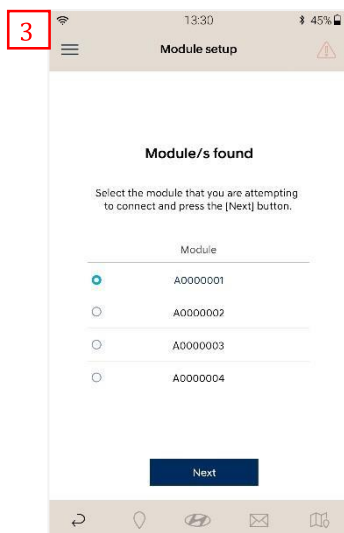 3
13:30
45%
Module setup
Module/s found
Select the module that you are attempting
to connect and press the [Next] button.
Module
A0000001
A0000002
A0000003
A0000004
Next